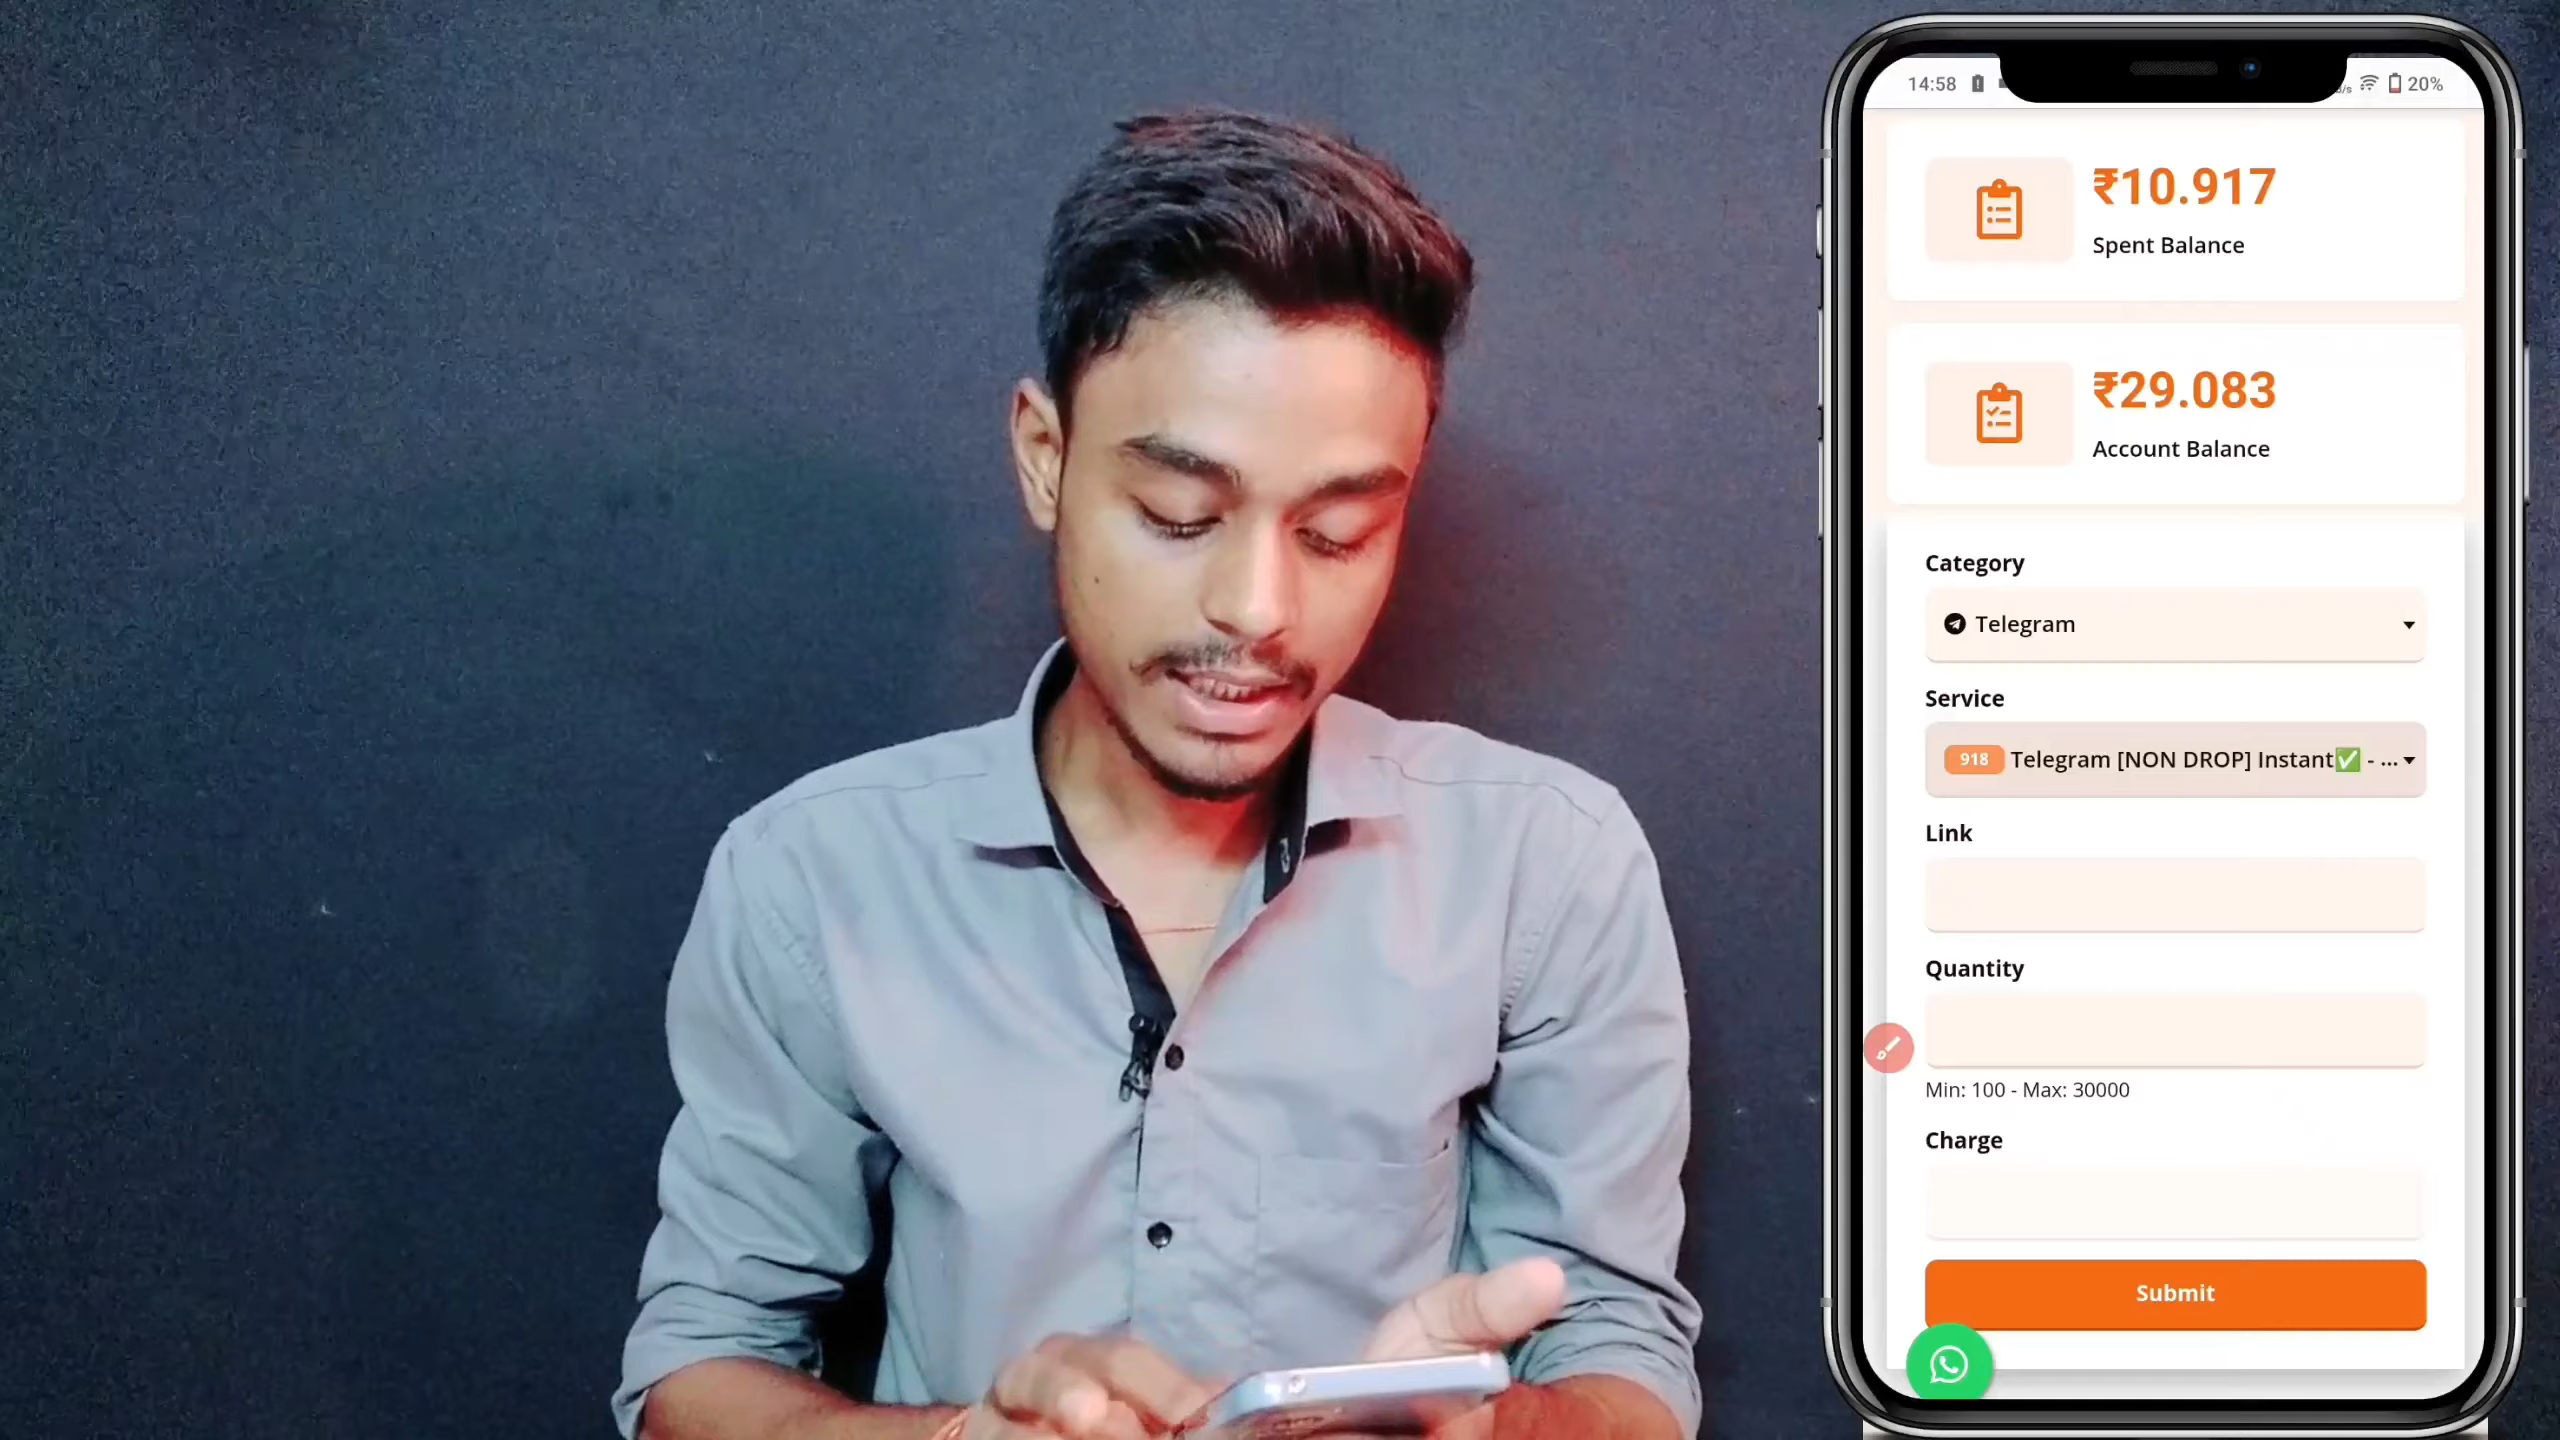 14:58
20%
₹10.917
Spent Balance
₹29.083
Account Balance
Category
Telegram
Service
918 Telegram [NON DROP] Instant✅ - ...
Link
Quantity
Min: 100 - Max: 30000
Charge
Submit